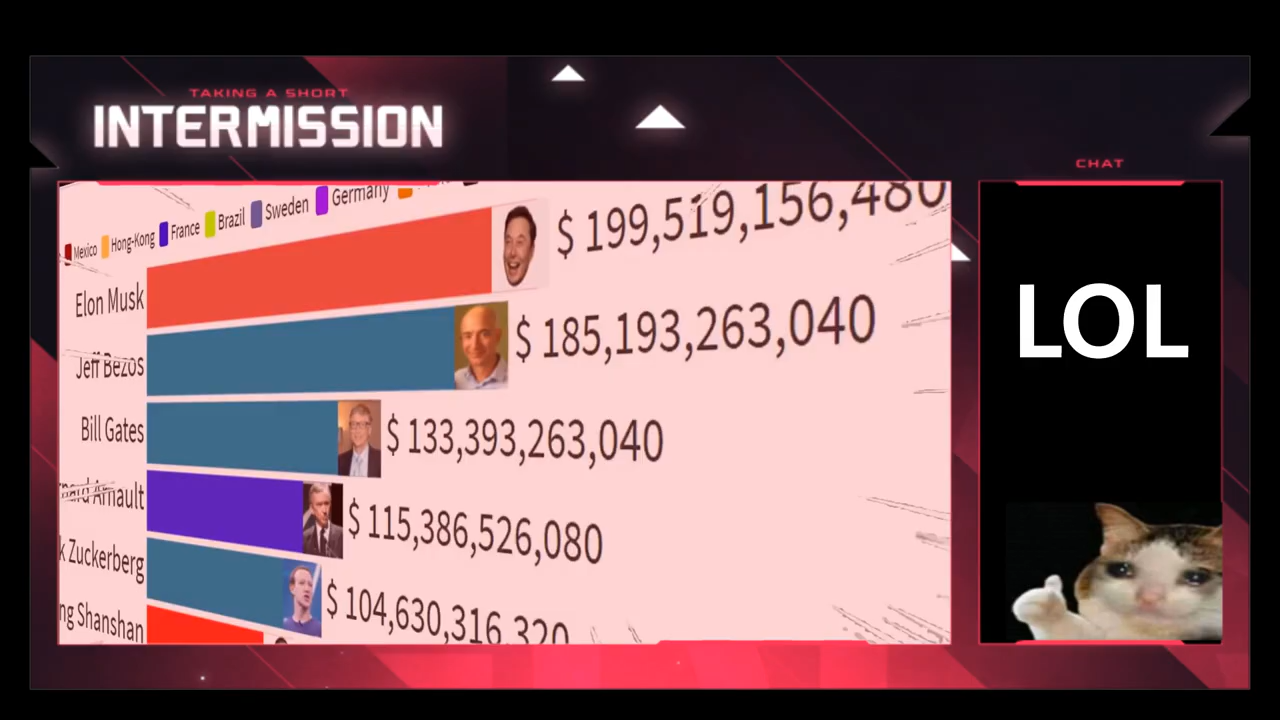 TAKING A SHORT
INTERMISSION
CHAT
Mexico Hong-Kong France Brazil Sweden Germany
Elon Musk $ 199,519,156,480
Jeff Bezos $ 185,193,263,040
Bill Gates $ 133,393,263,040
Arnault $ 115,386,526,080
Zuckerberg $ 104,630,316,320
Shanshan
LOL